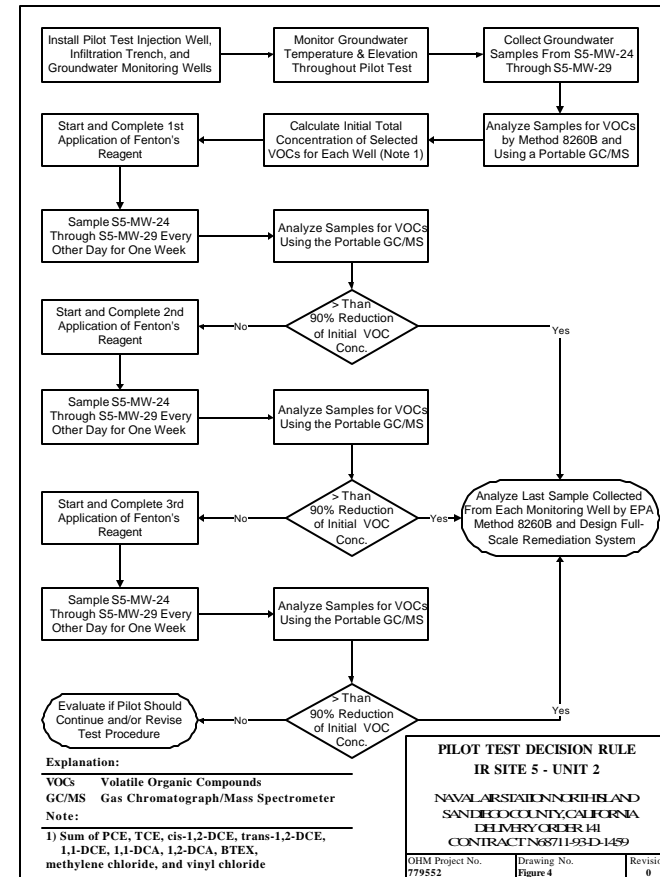 Install Pilot Test Injection Well,
Infiltration Trench, and
Groundwater Monitoring Wells
Monitor Groundwater
Temperature & Elevation
Throughout Pilot Test
Collect Groundwater
Samples From S5-MW-24
Through S5-MW-29
Start and Complete 1st
Application of Fenton's
Reagent
Calculate Initial Total
Concentration of Selected
VOCs for Each Well (Note 1)
Analyze Samples for VOCs
by Method 8260B and
Using a Portable GC/MS
Sample S5-MW-24
Through S5-MW-29 Every
Other Day for One Week
Analyze Samples for VOCs
Using the Portable GC/MS
Start and Complete 2nd
Application of Fenton's
Reagent
No
> Than
90% Reduction
of Initial VOC
Conc.
Yes
Sample S5-MW-24
Through S5-MW-29 Every
Other Day for One Week
Analyze Samples for VOCs
Using the Portable GC/MS
Start and Complete 3rd
Application of Fenton's
Reagent
No
> Than
90% Reduction
of Initial VOC
Conc.
Yes
Analyze Last Sample Collected
From Each Monitoring Well by EPA
Method 8260B and Design Full-
Scale Remediation System
Sample S5-MW-24
Through S5-MW-29 Every
Other Day for One Week
Analyze Samples for VOCs
Using the Portable GC/MS
Evaluate if Pilot Should
Continue and/or Revise
Test Procedure
No
> Than
90% Reduction
of Initial VOC
Conc.
Yes
Explanation:
VOCs Volatile Organic Compounds
GC/MS Gas Chromatograph/Mass Spectrometer
Note:
1) Sum of PCE, TCE, cis-1,2-DCE, trans-1,2-DCE,
1,1-DCE, 1,1-DCA, 1,2-DCA, BTEX,
methylene chloride, and vinyl chloride
PILOT TEST DECISION RULE
IR SITE 5 - UNIT 2
NAVAL AIR STATION NORTH ISLAND
SAN DIEGO COUNTY, CALIFORNIA
DELIVERY ORDER 141
CONTRACT N68711-93-D-1459
OHM Project No.
779552
Drawing No.
Figure 4
Revision
0